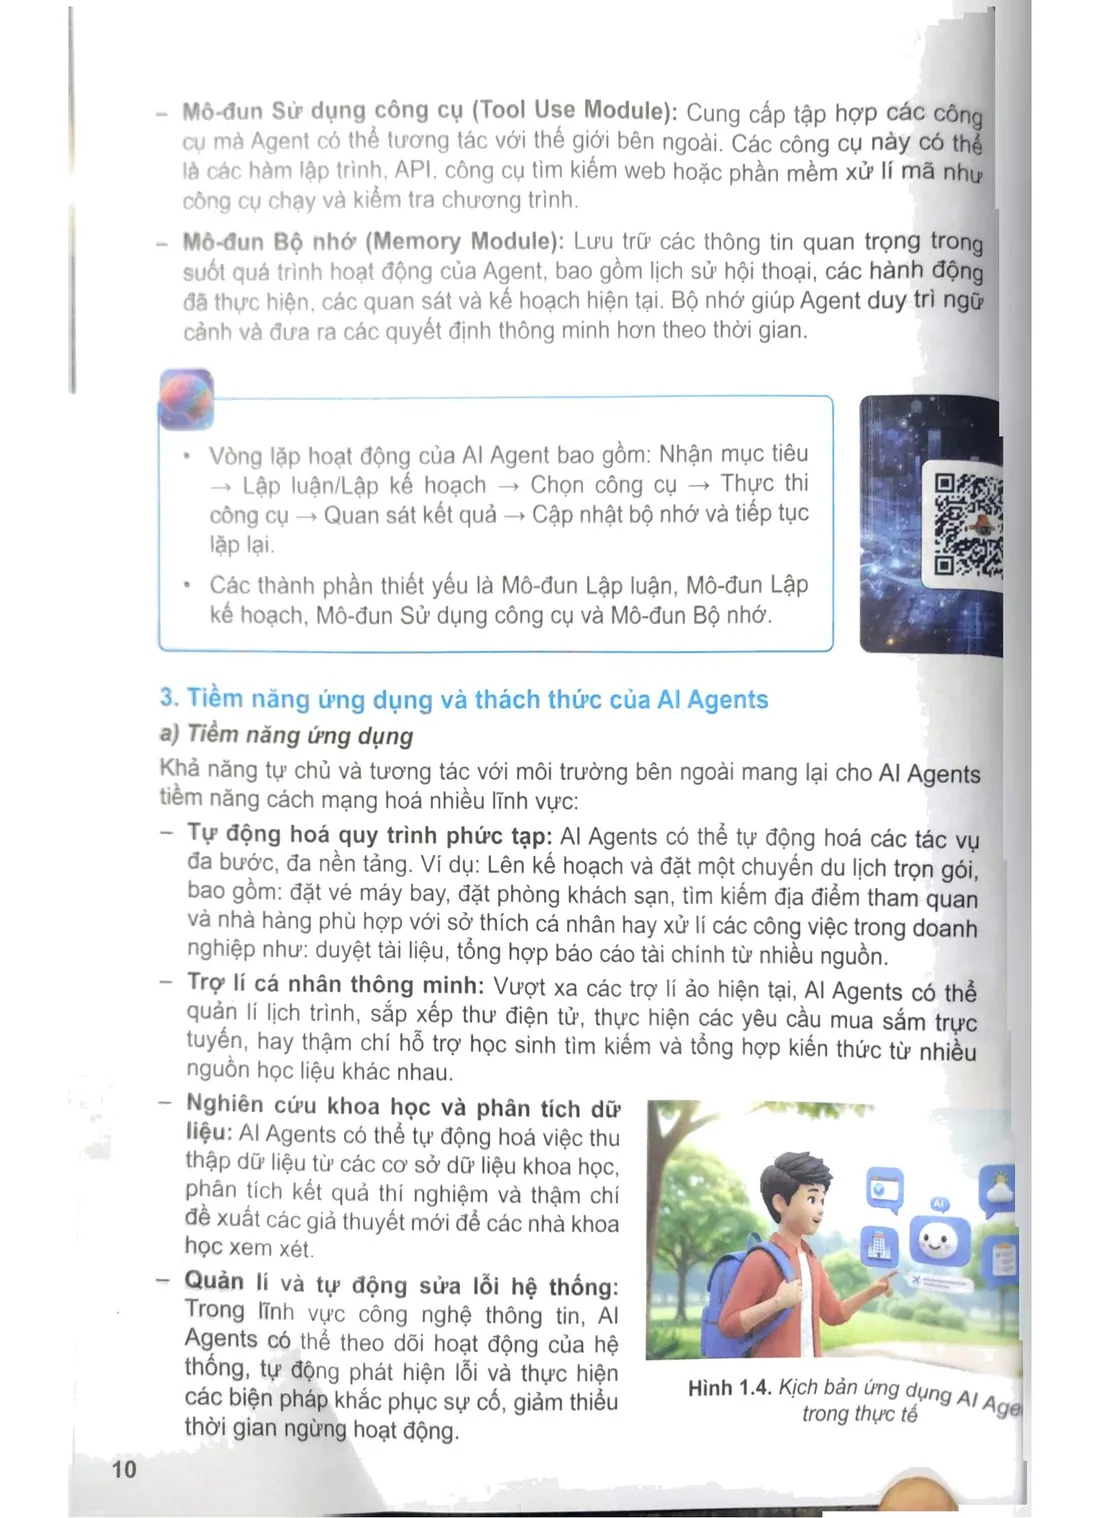 – Mô-đun Sử dụng công cụ (Tool Use Module): Cung cấp tập hợp các công
cụ mà Agent có thể tương tác với thế giới bên ngoài. Các công cụ này có thể
là các hàm lập trình, API, công cụ tìm kiếm web hoặc phần mềm xử lí mã như
công cụ chạy và kiểm tra chương trình.
– Mô-đun Bộ nhớ (Memory Module): Lưu trữ các thông tin quan trọng trong
suốt quá trình hoạt động của Agent, bao gồm lịch sử hội thoại, các hành động
đã thực hiện, các quan sát và kế hoạch hiện tại. Bộ nhớ giúp Agent duy trì ngữ
cảnh và đưa ra các quyết định thông minh hơn theo thời gian.
• Vòng lặp hoạt động của AI Agent bao gồm: Nhận mục tiêu
→ Lập luận/Lập kế hoạch → Chọn công cụ → Thực thi
công cụ → Quan sát kết quả → Cập nhật bộ nhớ và tiếp tục
lặp lại.
• Các thành phần thiết yếu là Mô-đun Lập luận, Mô-đun Lập
kế hoạch, Mô-đun Sử dụng công cụ và Mô-đun Bộ nhớ.
3. Tiềm năng ứng dụng và thách thức của AI Agents
a) Tiềm năng ứng dụng
Khả năng tự chủ và tương tác với môi trường bên ngoài mang lại cho AI Agents
tiềm năng cách mạng hoá nhiều lĩnh vực:
– Tự động hoá quy trình phức tạp: AI Agents có thể tự động hoá các tác vụ
đa bước, đa nền tảng. Ví dụ: Lên kế hoạch và đặt một chuyến du lịch trọn gói,
bao gồm: đặt vé máy bay, đặt phòng khách sạn, tìm kiếm địa điểm tham quan
và nhà hàng phù hợp với sở thích cá nhân hay xử lí các công việc trong doanh
nghiệp như: duyệt tài liệu, tổng hợp báo cáo tài chính từ nhiều nguồn.
– Trợ lí cá nhân thông minh: Vượt xa các trợ lí ảo hiện tại, AI Agents có thể
quản lí lịch trình, sắp xếp thư điện tử, thực hiện các yêu cầu mua sắm trực
tuyến, hay thậm chí hỗ trợ học sinh tìm kiếm và tổng hợp kiến thức từ nhiều
nguồn học liệu khác nhau.
– Nghiên cứu khoa học và phân tích dữ
liệu: AI Agents có thể tự động hoá việc thu
thập dữ liệu từ các cơ sở dữ liệu khoa học,
phân tích kết quả thí nghiệm và thậm chí
đề xuất các giả thuyết mới để các nhà khoa
học xem xét.
– Quản lí và tự động sửa lỗi hệ thống:
Trong lĩnh vực công nghệ thông tin, AI
Agents có thể theo dõi hoạt động của hệ
thống, tự động phát hiện lỗi và thực hiện
các biện pháp khắc phục sự cố, giảm thiểu
thời gian ngừng hoạt động.
AI
Hình 1.4. Kịch bản ứng dụng AI Age
trong thực tế
10